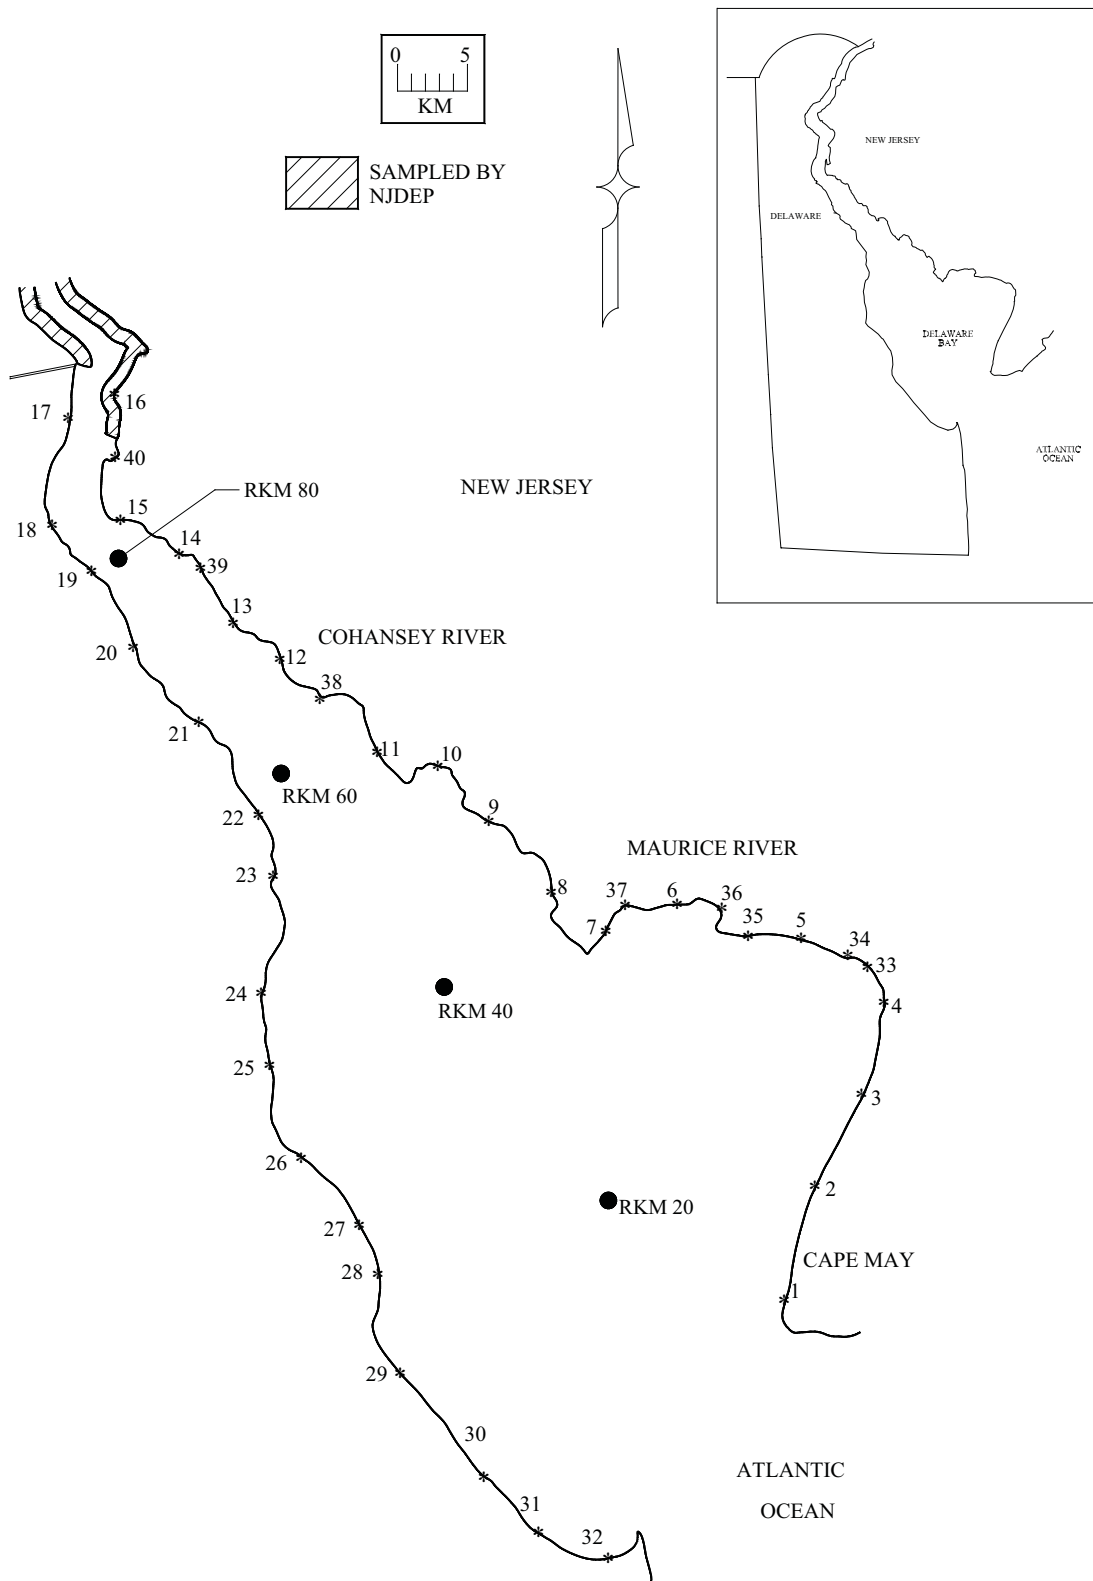 0 5
KM
SAMPLED BY
NJDEP
NEW JERSEY
DELAWARE
DELAWARE
BAY
ATLANTIC
OCEAN
16
17
40
NEW JERSEY
RKM 80
15
18
14
39
19
13
COHANSEY RIVER
20
12
38
21
11
10
RKM 60
9
22
MAURICE RIVER
23
8
37
6
36
7
35
5
34
33
24
RKM 40
4
25
3
26
2
RKM 20
27
CAPE MAY
28
1
29
30
ATLANTIC
OCEAN
31
32